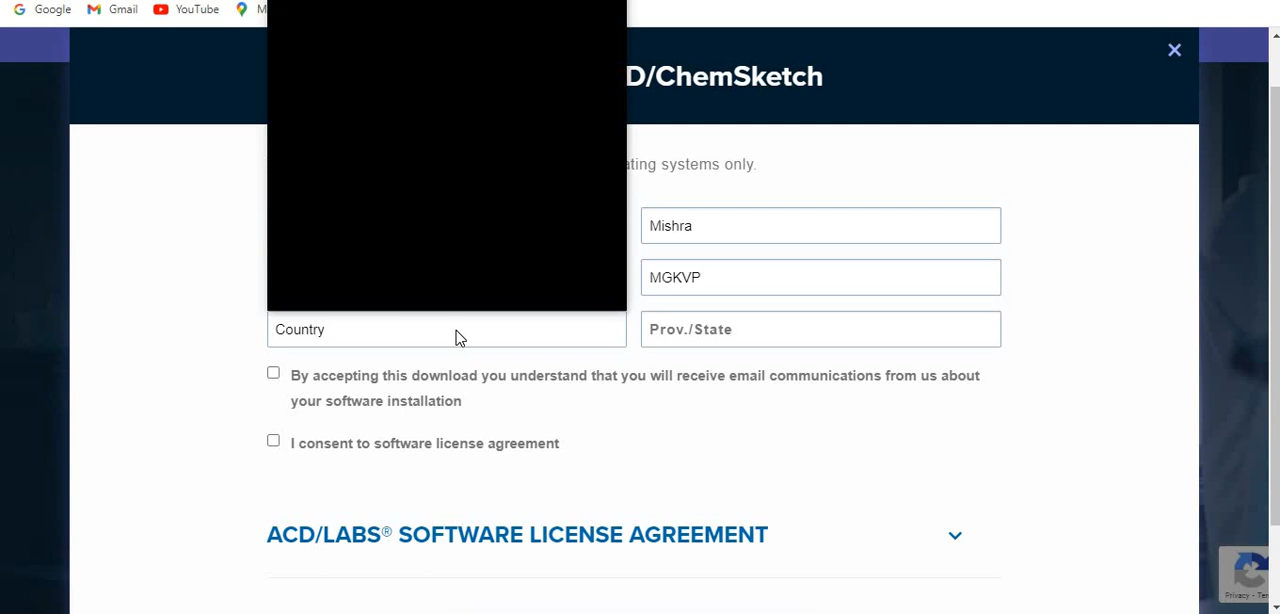 Google Gmail YouTube M
D/ChemSketch
ating systems only.
Mishra
MGKVP
Country Prov./State
By accepting this download you understand that you will receive email communications from us about
your software installation
I consent to software license agreement
ACD/LABS® SOFTWARE LICENSE AGREEMENT
Privacy - Ter